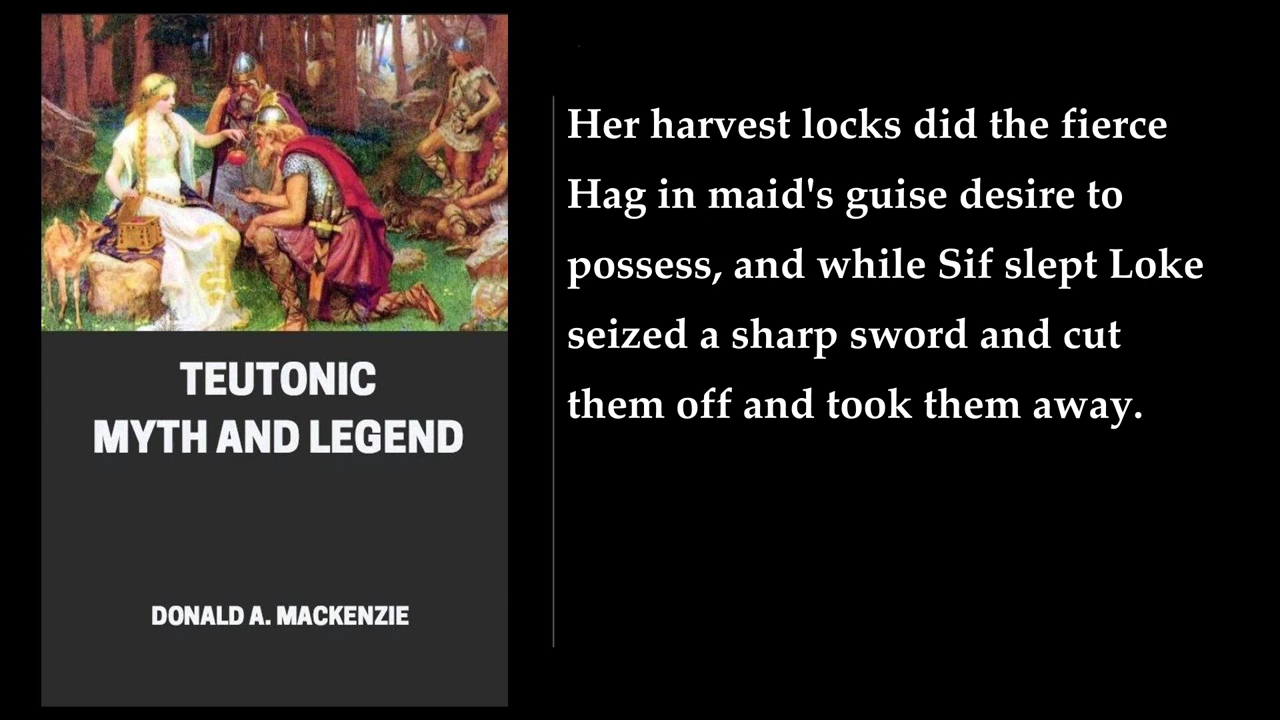 TEUTONIC
MYTH AND LEGEND
DONALD A. MACKENZIE
Her harvest locks did the fierce
Hag in maid's guise desire to
possess, and while Sif slept Loke
seized a sharp sword and cut
them off and took them away.